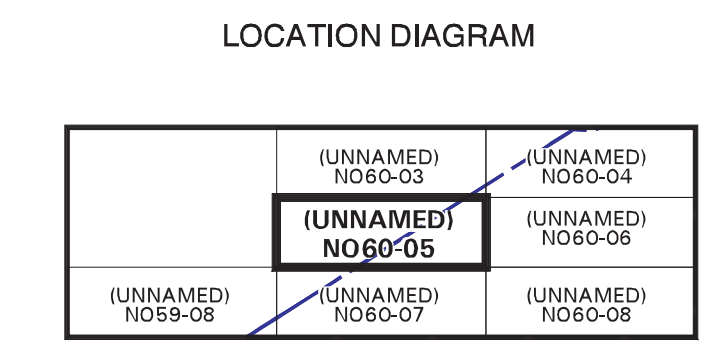 LOCATION DIAGRAM
(UNNAMED)
NO60-03
(UNNAMED)
NO60-04
(UNNAMED)
NO60-05
(UNNAMED)
NO60-06
(UNNAMED)
NO59-08
(UNNAMED)
NO60-07
(UNNAMED)
NO60-08